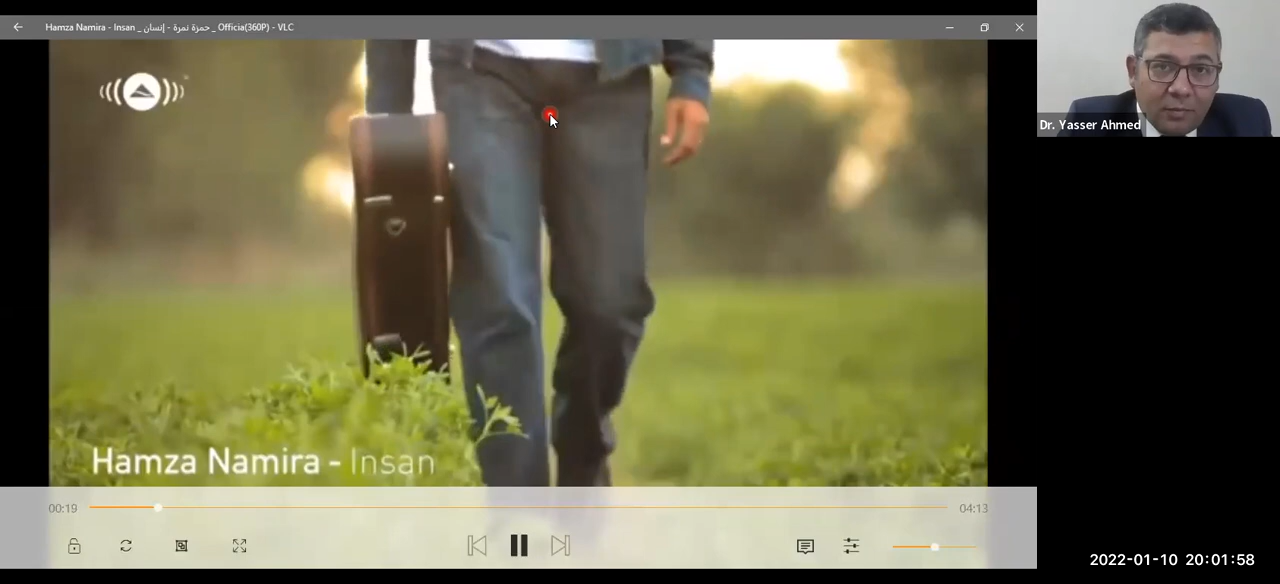 Hamza Namira - Insan _ حمزة نمرة - إنسان _ Officia(360P) - VLC
Dr. Yasser Ahmed
Hamza Namira - Insan
00:19
04:13
2022-01-10 20:01:58